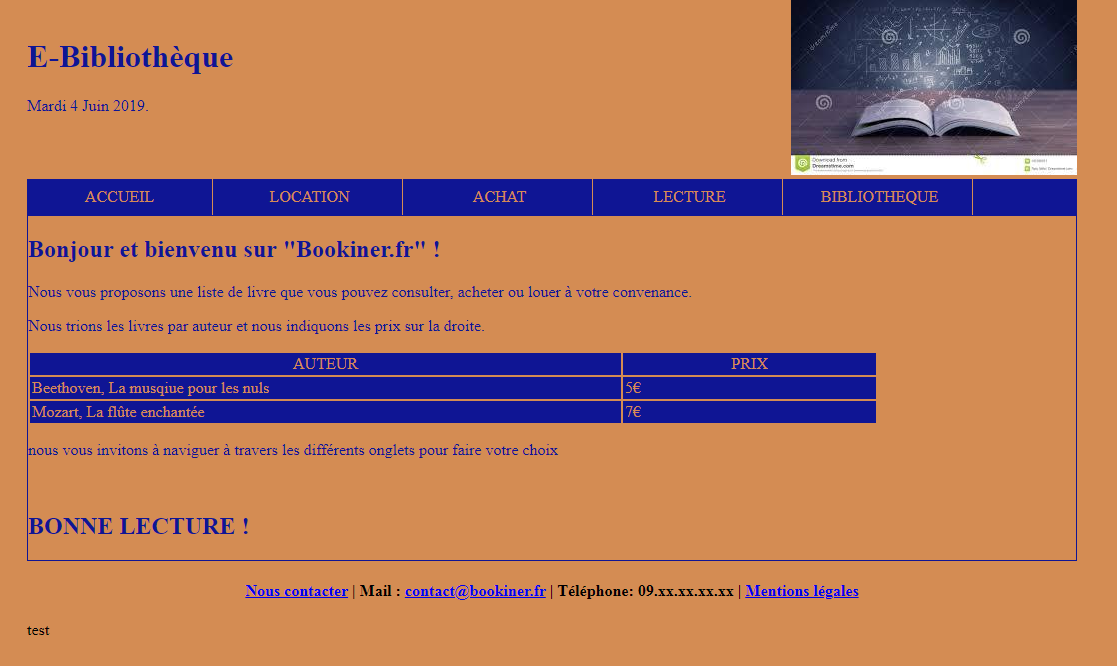 E-Bibliothèque
Mardi 4 Juin 2019.
dreamstime
Download from
Dreamstime.com
ACCUEIL LOCATION ACHAT LECTURE BIBLIOTHEQUE
Bonjour et bienvenu sur "Bookiner.fr" !
Nous vous proposons une liste de livre que vous pouvez consulter, acheter ou louer à votre convenance.
Nous trions les livres par auteur et nous indiquons les prix sur la droite.
AUTEUR PRIX
Beethoven, La musqiue pour les nuls 5€
Mozart, La flûte enchantée 7€
nous vous invitons à naviguer à travers les différents onglets pour faire votre choix
BONNE LECTURE !
Nous contacter | Mail : contact@bookiner.fr | Téléphone: 09.xx.xx.xx.xx | Mentions légales
test